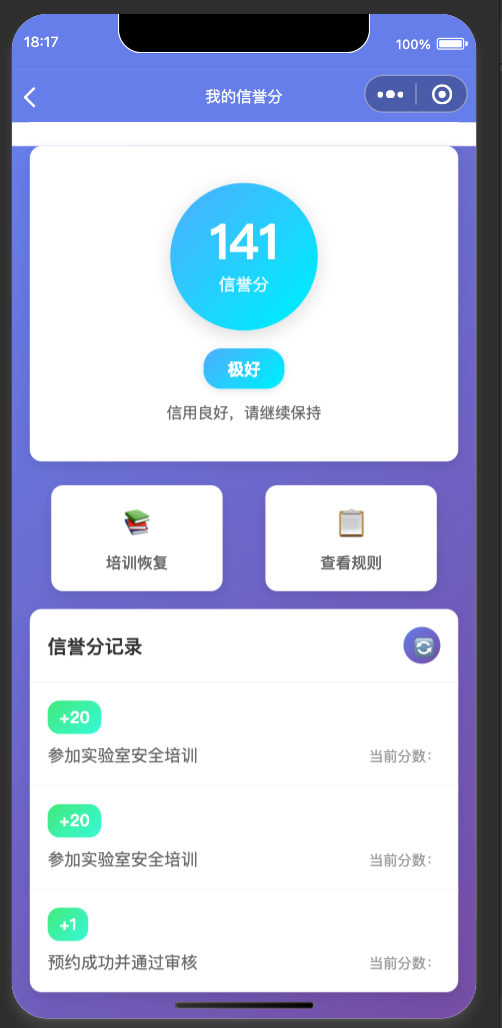 18:17
100%
我的信誉分
141
信誉分
极好
信用良好，请继续保持
培训恢复
查看规则
信誉分记录
+20
参加实验室安全培训
当前分数：
+20
参加实验室安全培训
当前分数：
+1
预约成功并通过审核
当前分数：